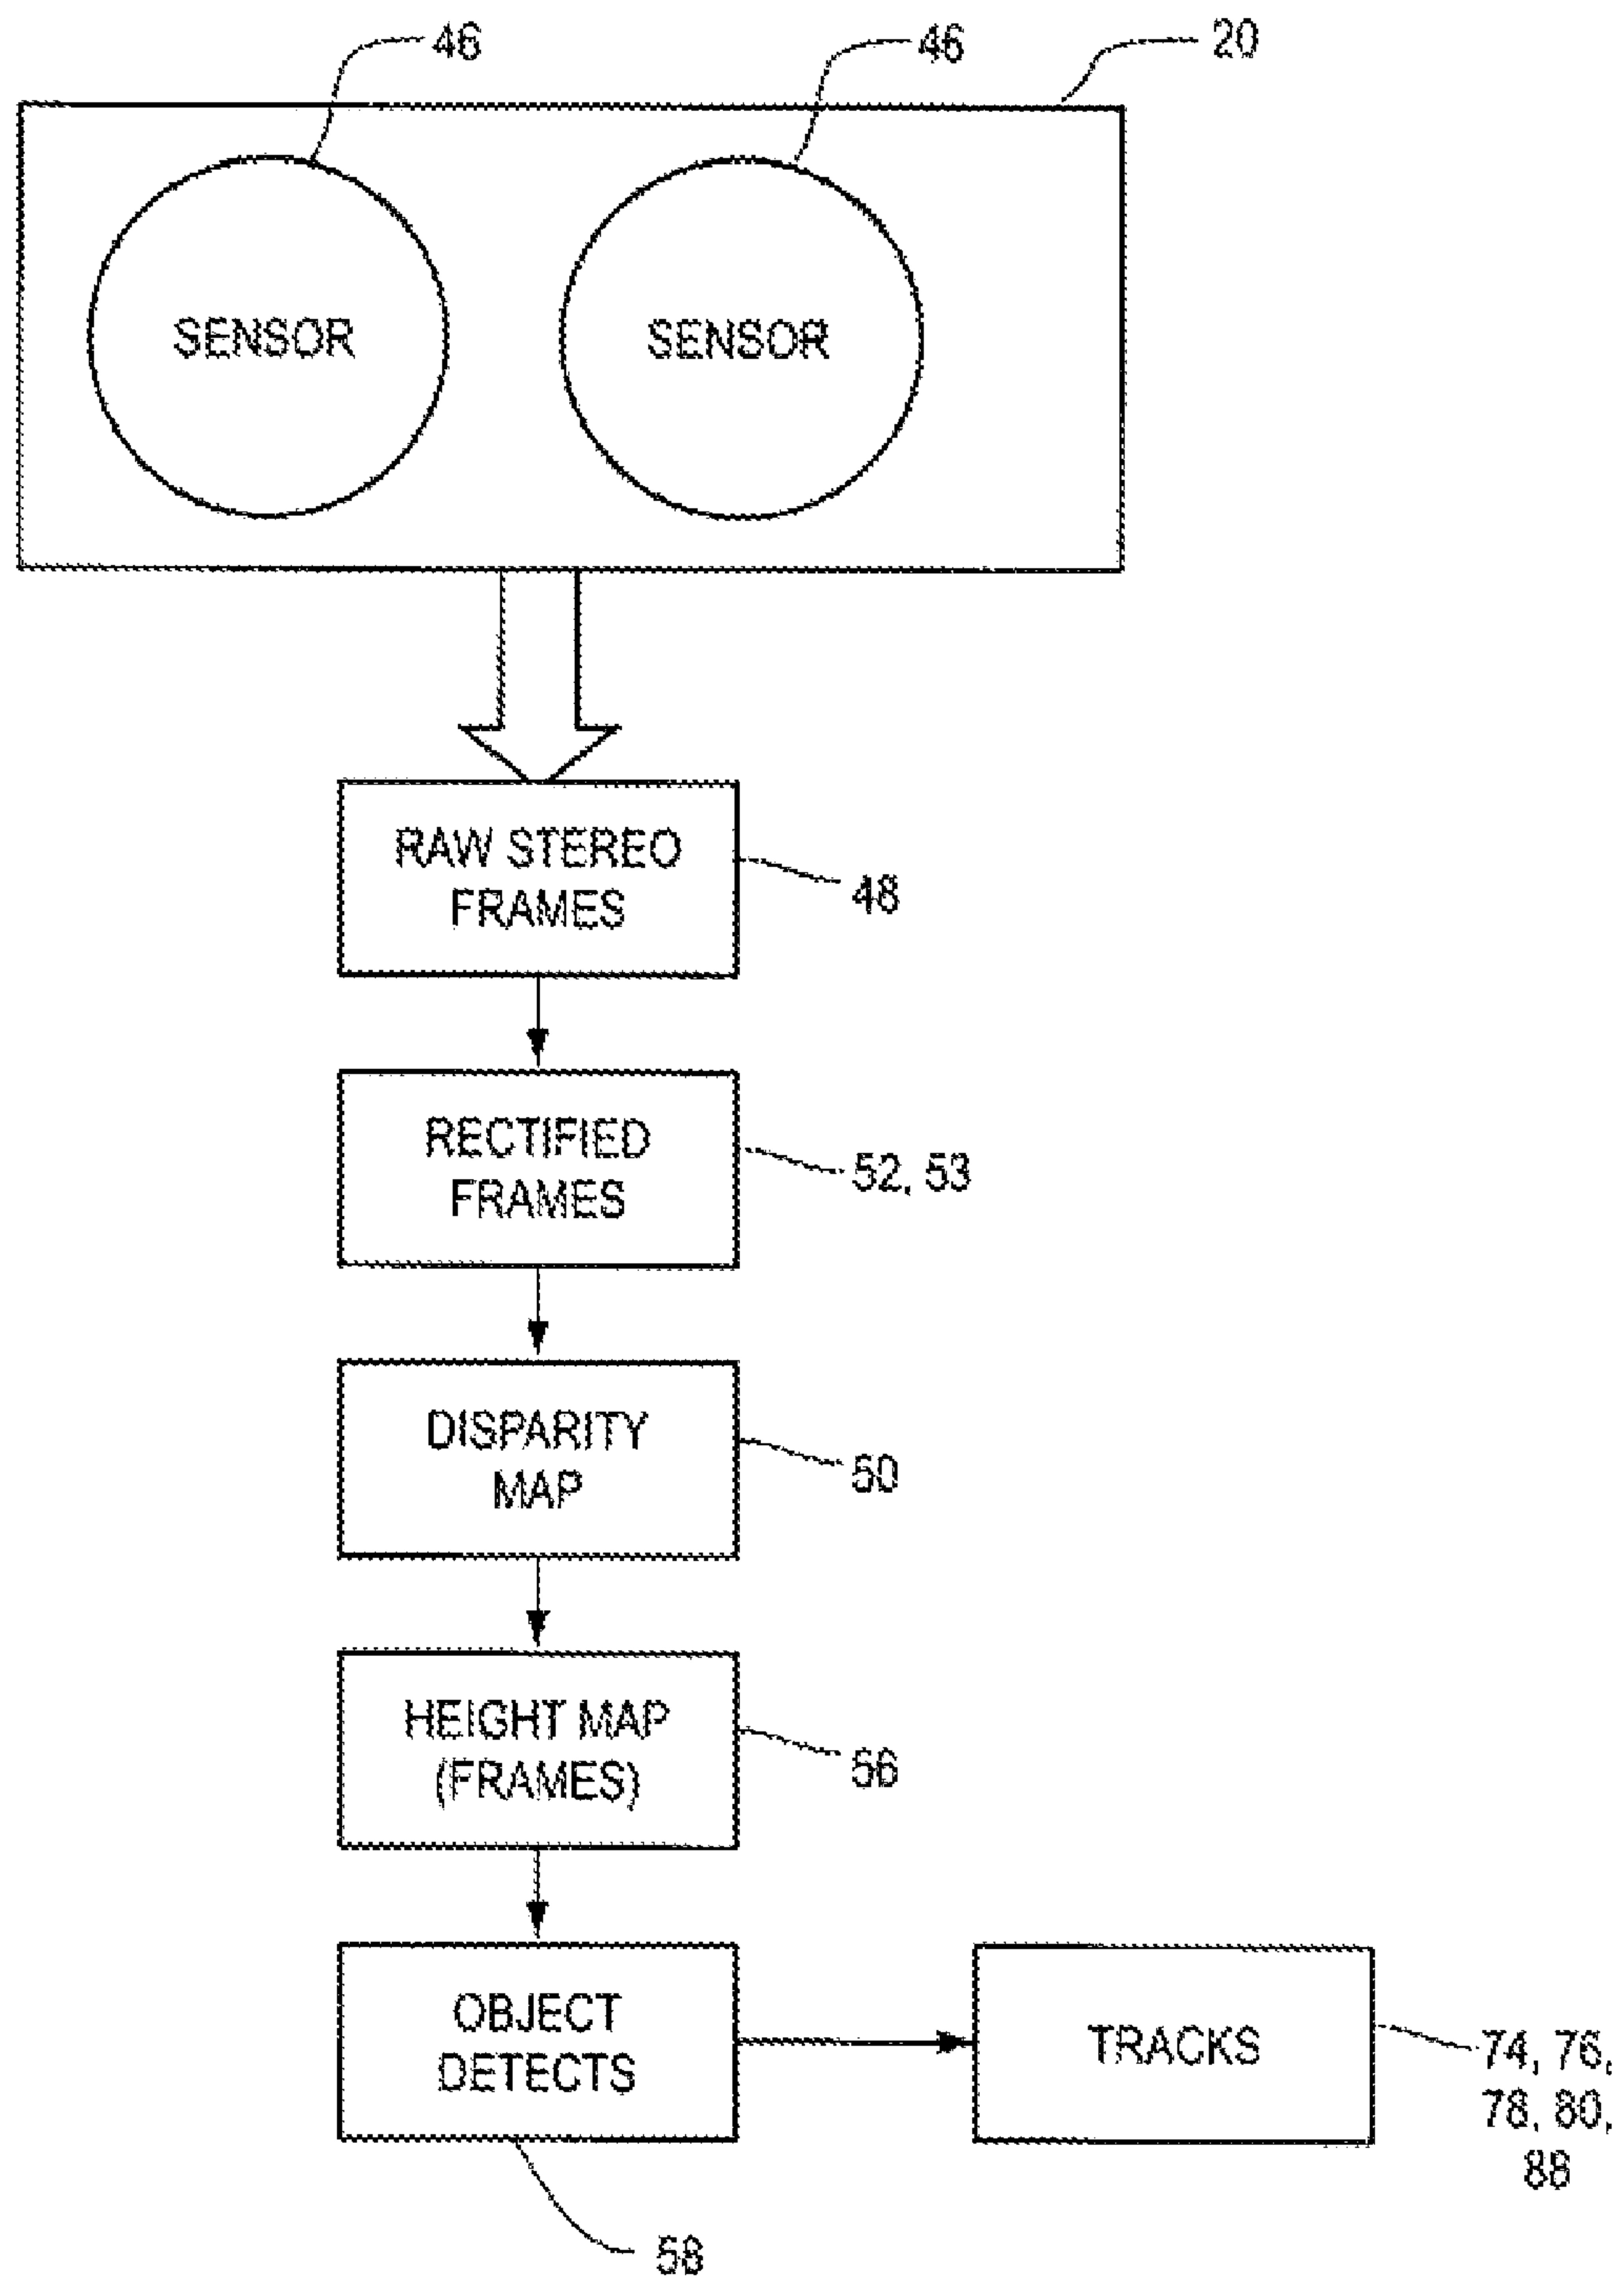 46
46
20
SENSOR
SENSOR
RAW STEREO
FRAMES
48
RECTIFIED
FRAMES
52, 53
DISPARITY
MAP
50
HEIGHT MAP
(FRAMES)
56
OBJECT
DETECTS
TRACKS
74, 76,
78, 80,
88
58